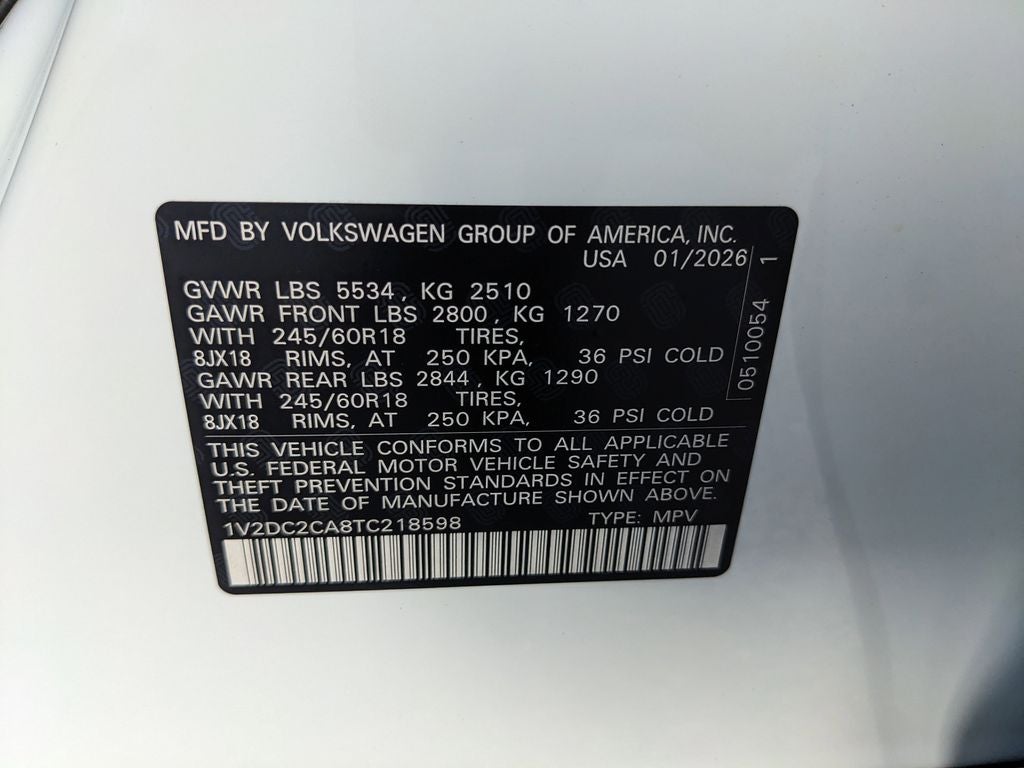 MFD BY VOLKSWAGEN GROUP OF AMERICA, INC.
USA 01/2026
GVWR LBS 5534, KG 2510
GAWR FRONT LBS 2800, KG 1270
WITH 245/60R18 TIRES,
8JX18 RIMS, AT 250 KPA, 36 PSI COLD
GAWR REAR LBS 2844, KG 1290
WITH 245/60R18 TIRES,
8JX18 RIMS, AT 250 KPA, 36 PSI COLD
THIS VEHICLE CONFORMS TO ALL APPLICABLE
U.S. FEDERAL MOTOR VEHICLE SAFETY AND
THEFT PREVENTION STANDARDS IN EFFECT ON
THE DATE OF MANUFACTURE SHOWN ABOVE.
1V2DC2CA8TC218598 TYPE: MPV
0510054 1